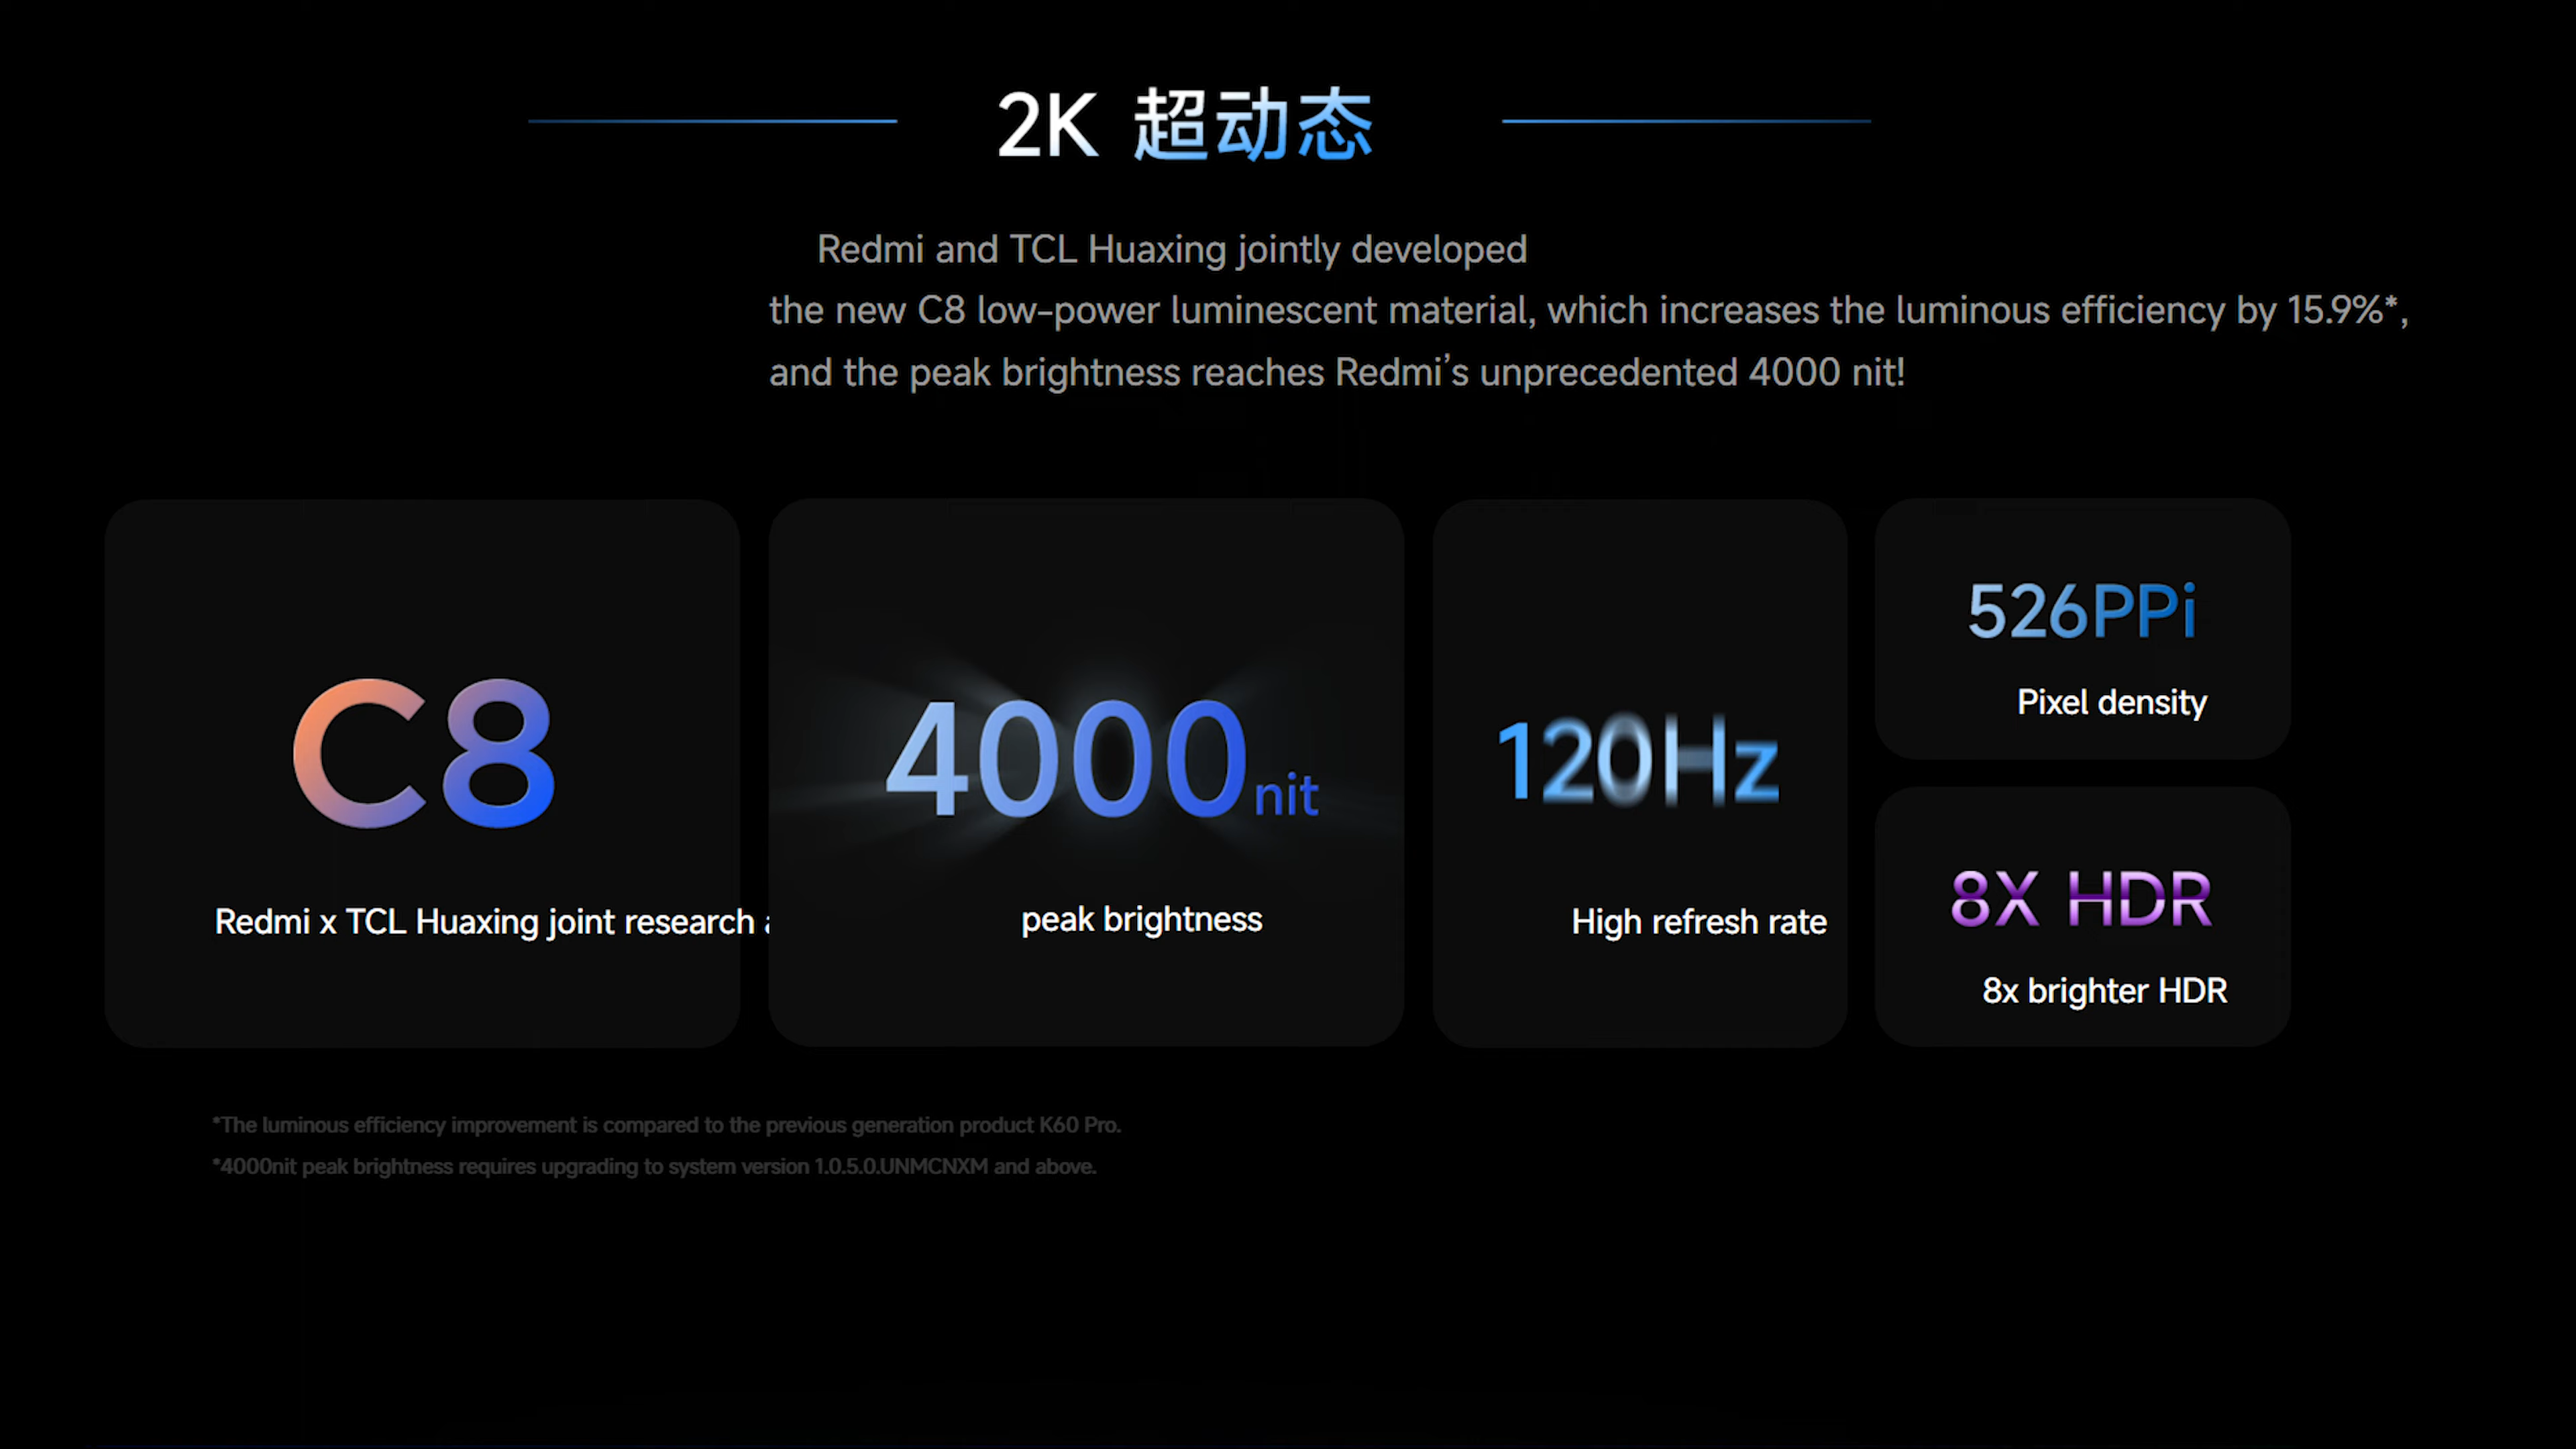 2K 超动态
Redmi and TCL Huaxing jointly developed
the new C8 low-power luminescent material, which increases the luminous efficiency by 15.9%*,
and the peak brightness reaches Redmi's unprecedented 4000 nit!
C8
Redmi x TCL Huaxing joint research
4000nit
peak brightness
120Hz
High refresh rate
526PPi
Pixel density
8X HDR
8x brighter HDR
*The luminous efficiency improvement is compared to the previous generation product K60 Pro.
*4000nit peak brightness requires upgrading to system version 1.0.5.0.UNMCNXM and above.